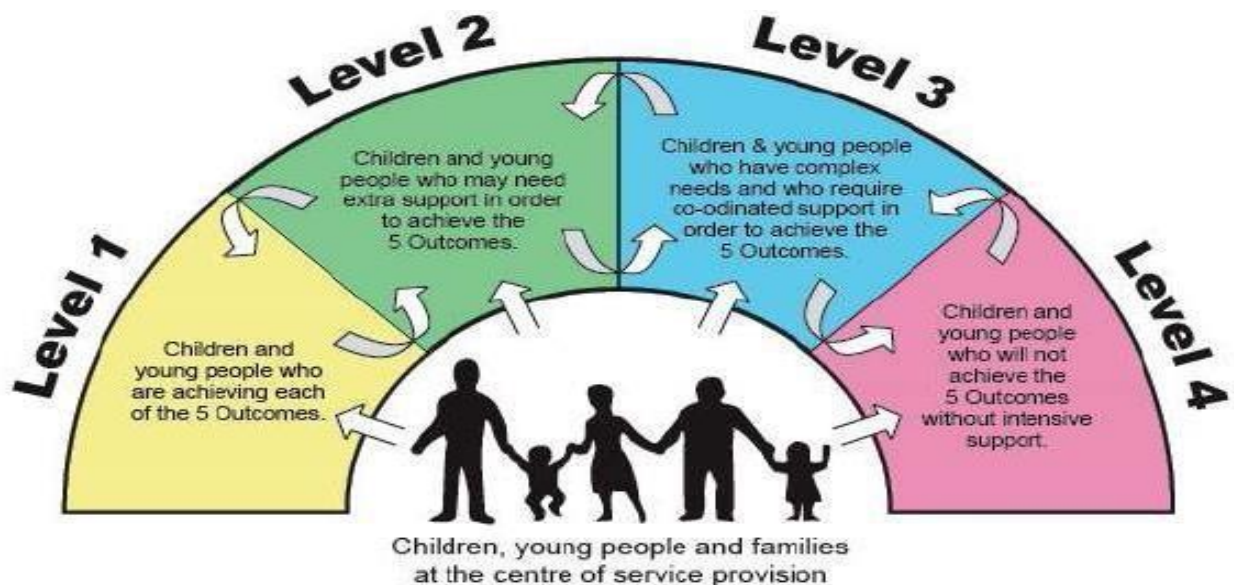 Level 1
Level 2
Level 3
Level 4
Children and
young people who
are achieving each
of the 5 Outcomes.
Children and young
people who may need
extra support in order
to achieve the
5 Outcomes.
Children & young people
who have complex
needs and who require
co-odinated support in
order to achieve the
5 Outcomes.
Children and
young people
who will not
achieve the
5 Outcomes
without intensive
support.
Children, young people and families
at the centre of service provision